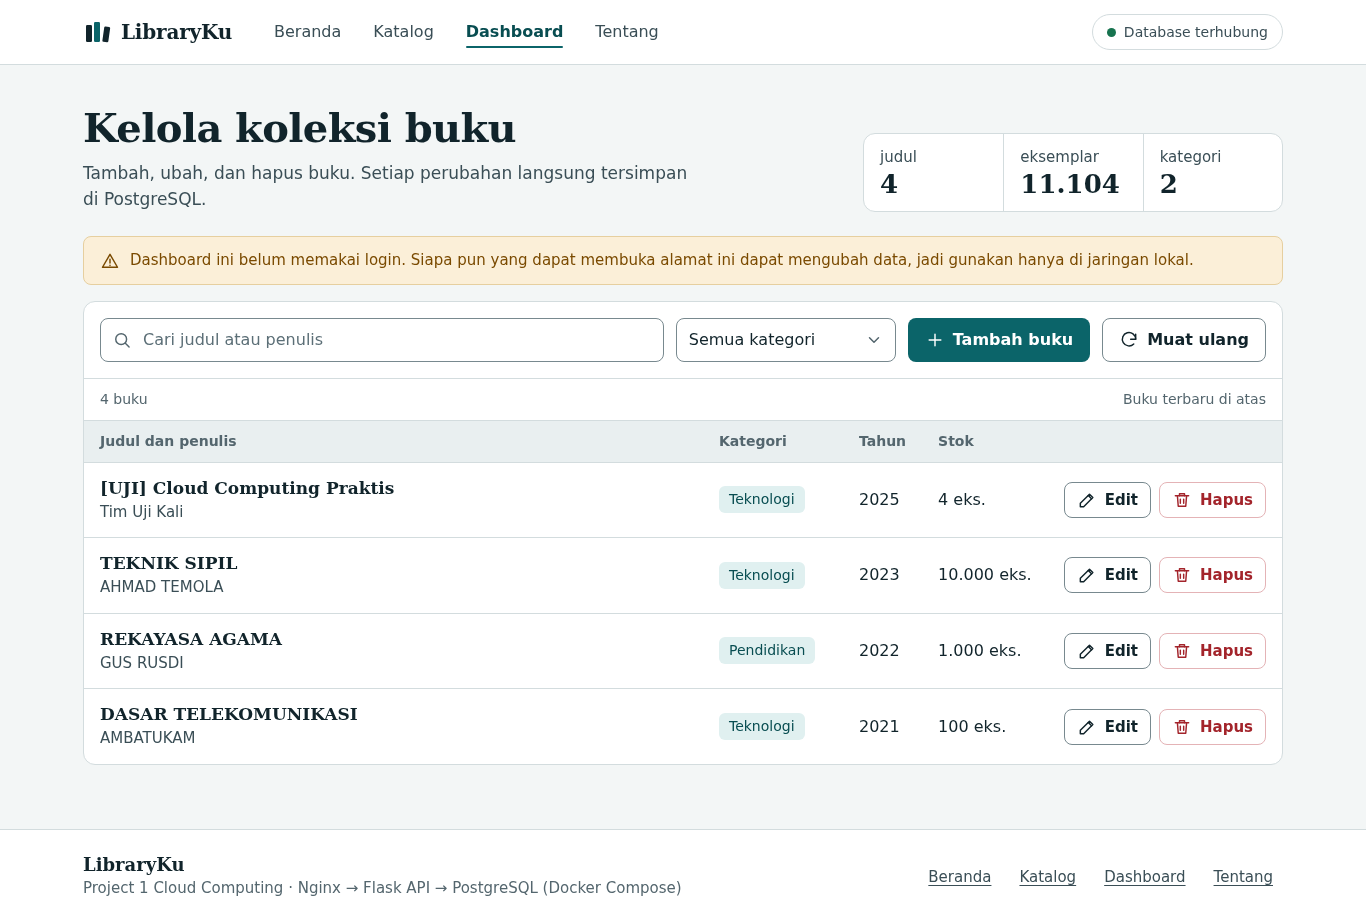 LibraryKu
Beranda
Katalog
Dashboard
Tentang
Database terhubung
Kelola koleksi buku
Tambah, ubah, dan hapus buku. Setiap perubahan langsung tersimpan
di PostgreSQL.
judul
4
eksemplar
11.104
kategori
2
Dashboard ini belum memakai login. Siapa pun yang dapat membuka alamat ini dapat mengubah data, jadi gunakan hanya di jaringan lokal.
Cari judul atau penulis
Semua kategori
Tambah buku
Muat ulang
4 buku
Buku terbaru di atas
Judul dan penulis
Kategori
Tahun
Stok
[UJI] Cloud Computing Praktis
Tim Uji Kali
Teknologi
2025
4 eks.
Edit
Hapus
TEKNIK SIPIL
AHMAD TEMOLA
Teknologi
2023
10.000 eks.
Edit
Hapus
REKAYASA AGAMA
GUS RUSDI
Pendidikan
2022
1.000 eks.
Edit
Hapus
DASAR TELEKOMUNIKASI
AMBATUKAM
Teknologi
2021
100 eks.
Edit
Hapus
LibraryKu
Project 1 Cloud Computing · Nginx → Flask API → PostgreSQL (Docker Compose)
Beranda
Katalog
Dashboard
Tentang